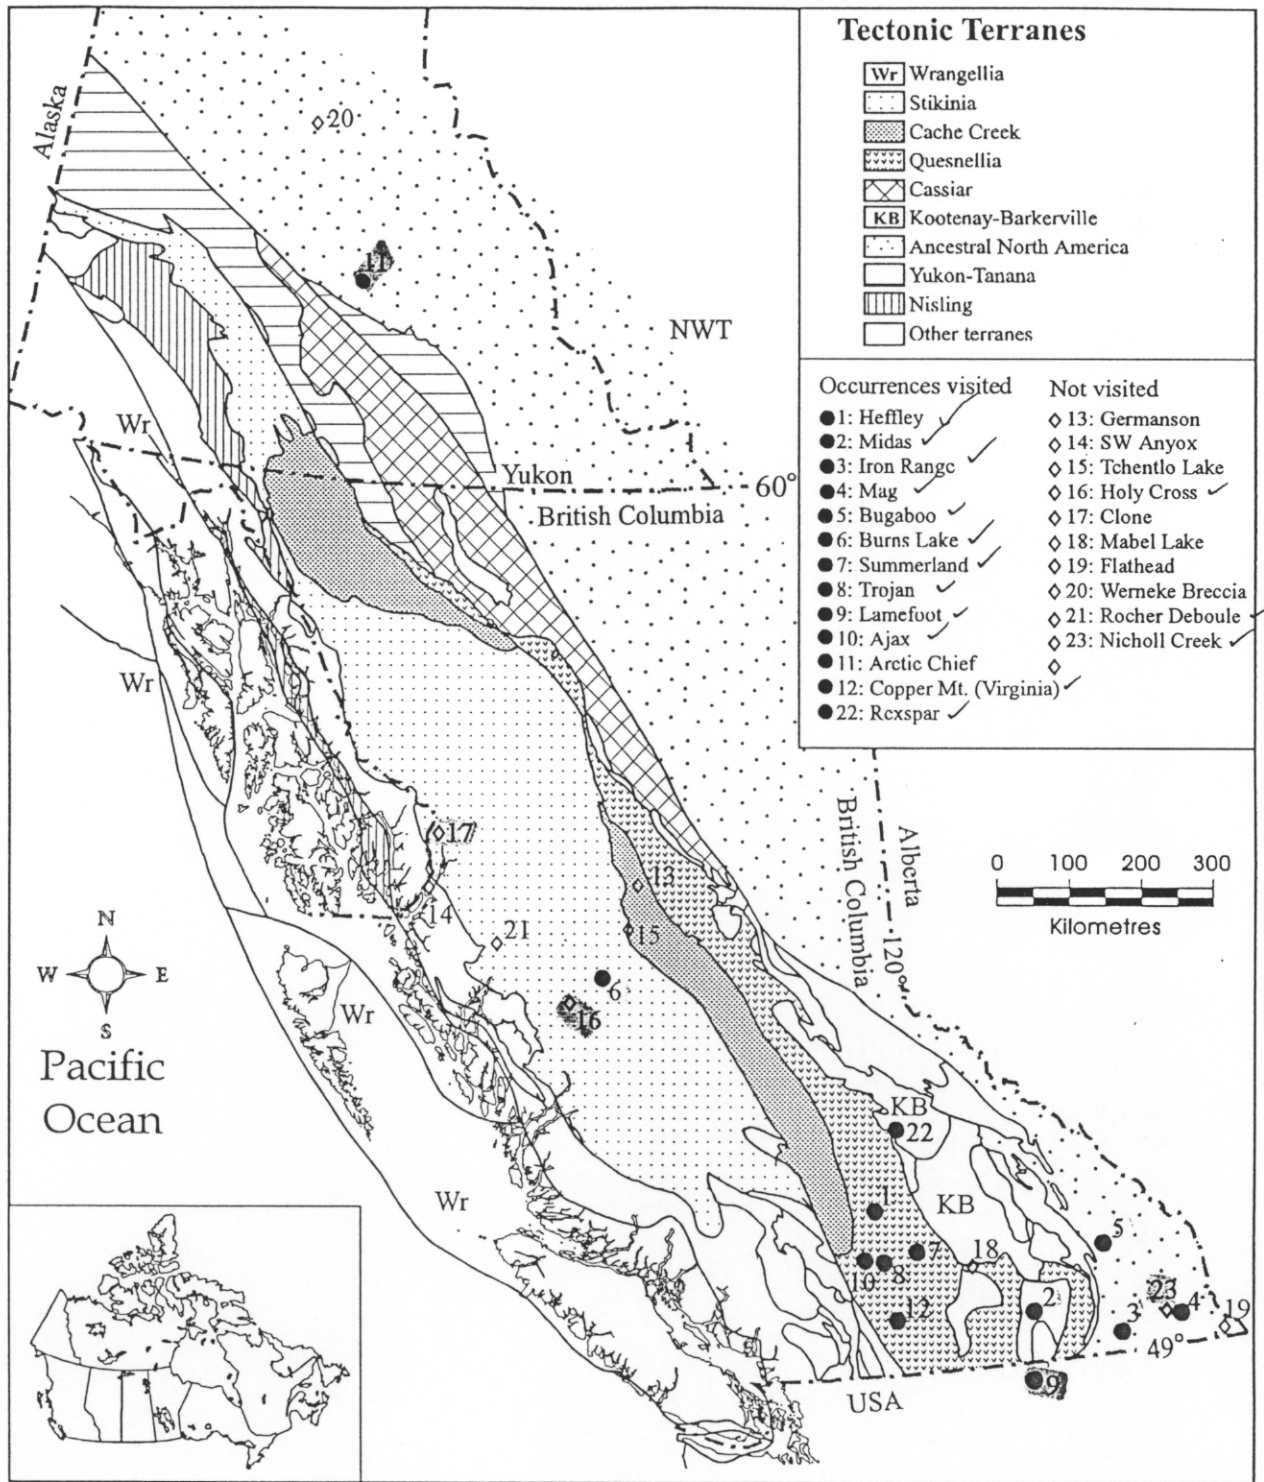 Tectonic Terranes
Wr Wrangellia
Stikinia
Cache Creek
Quesnellia
Cassiar
KB Kootenay-Barkerville
Ancestral North America
Yukon-Tanana
Nisling
Other terranes
Occurrences visited
1: Heffley
2: Midas
3: Iron Range
4: Mag
5: Bugaboo
6: Burns Lake
7: Summerland
8: Trojan
9: Lamefoot
10: Ajax
11: Arctic Chief
12: Copper Mt. (Virginia)
22: Rexspar
Not visited
13: Germanson
14: SW Anyox
15: Tchentlo Lake
16: Holy Cross
17: Clone
18: Mabel Lake
19: Flathead
20: Werneke Breccia
21: Rocher Deboule
23: Nicholl Creek
Alaska
20
11
NWT
Wr
Yukon
60°
British Columbia
Wr
17
13
14
15
21
6
16
British Columbia
Alberta
120°
0 100 200 300
Kilometres
N
W E
S
Pacific
Ocean
Wr
Wr
KB
22
KB
1
5
7
18
10
8
23
12
2
3
4
19
49°
9
USA